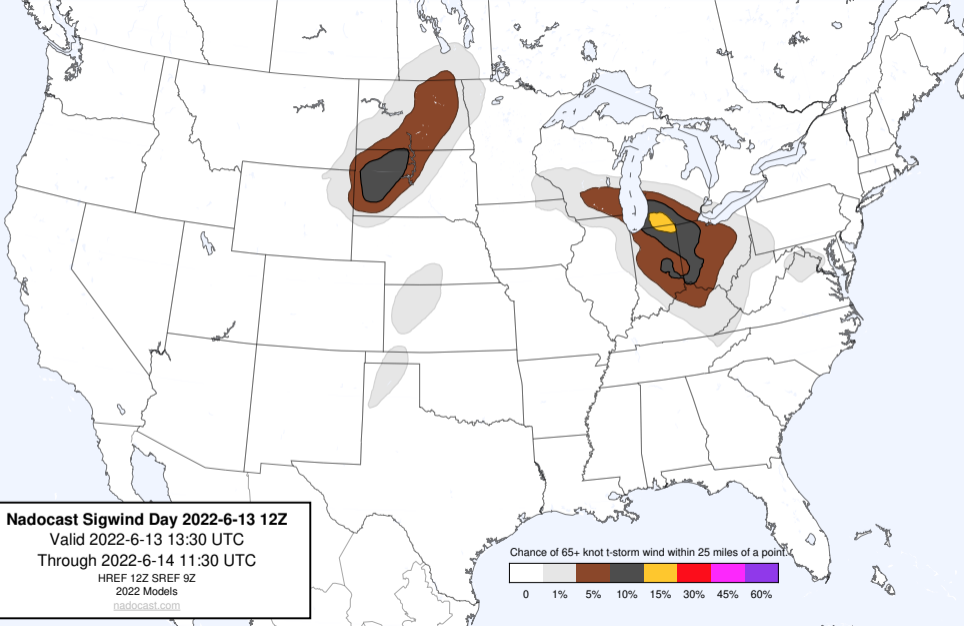 Nadocast Sigwind Day 2022-6-13 12Z
Valid 2022-6-13 13:30 UTC
Through 2022-6-14 11:30 UTC
HREF 12Z SREF 9Z
2022 Models
nadocast.com
Chance of 65+ knot t-storm wind within 25 miles of a point.
0 1% 5% 10% 15% 30% 45% 60%